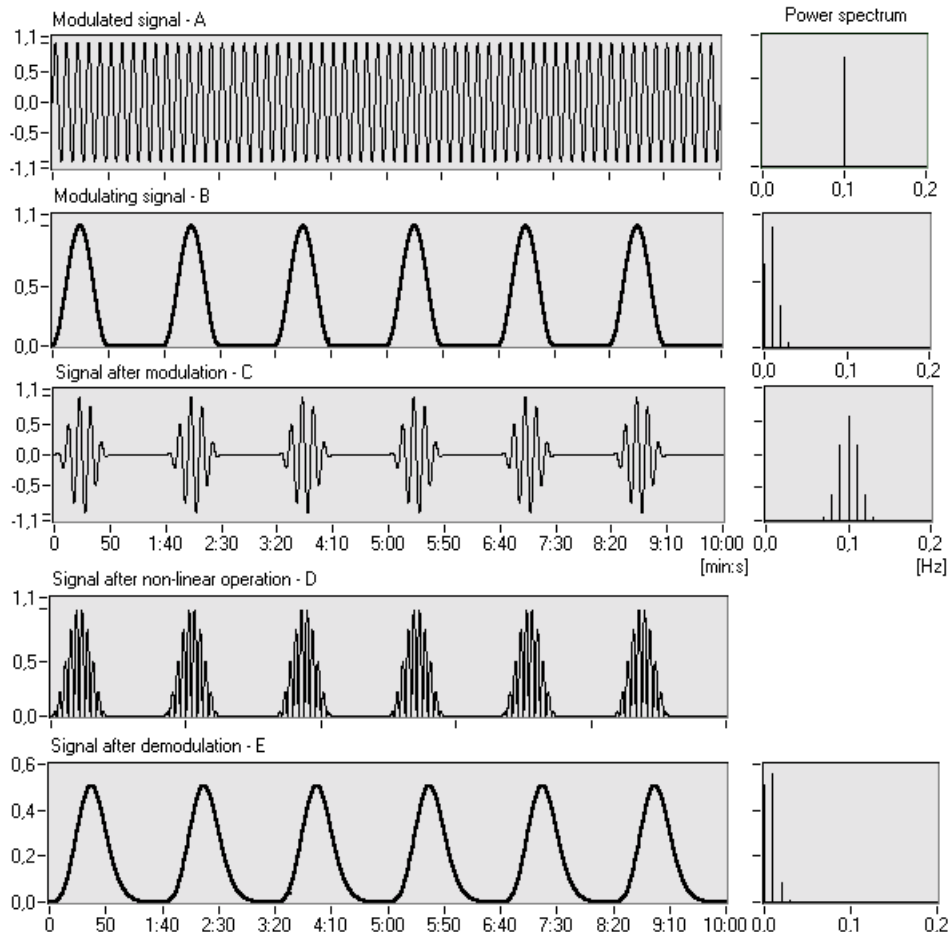 Modulated signal - A
Power spectrum
1,1
0,5
0,0
-0,5
-1,1
0,0 0,1 0,2
Modulating signal - B
1,1
0,5
0,0
0,0 0,1 0,2
Signal after modulation - C
1,1
0,5
0,0
-0,5
-1,1
0 50 1:40 2:30 3:20 4:10 5:00 5:50 6:40 7:30 8:20 9:10 10:00
[min:s]
0,0 0,1 0,2
[Hz]
Signal after non-linear operation - D
1,1
0,5
0,0
Signal after demodulation - E
0,6
0,4
0,2
0,0
0 50 1:40 2:30 3:20 4:10 5:00 5:50 6:40 7:30 8:20 9:10 10:00
0,0 0,1 0,2